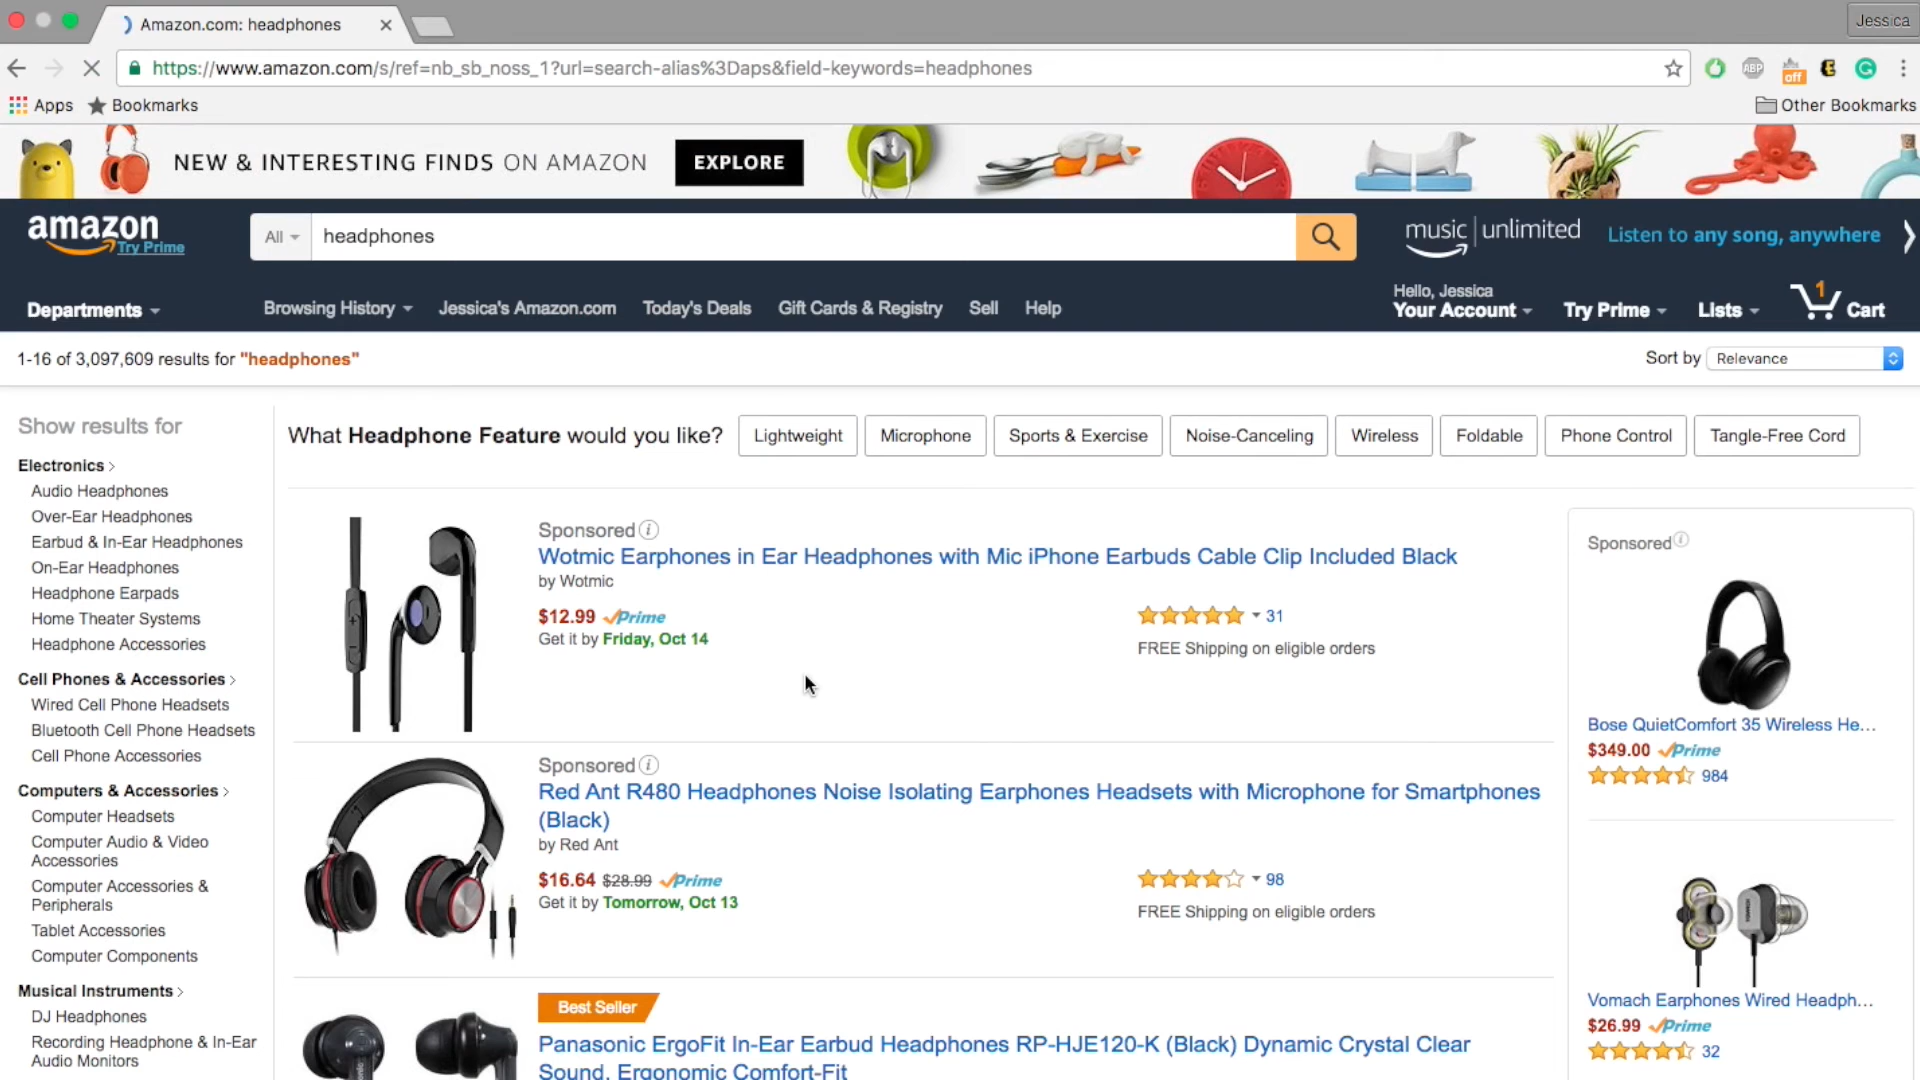 Amazon.com: headphones
Jessica
https://www.amazon.com/s/ref=nb_sb_noss_1?url=search-alias%3Daps&field-keywords=headphones
ABP
off
Apps
Bookmarks
Other Bookmarks
NEW & INTERESTING FINDS ON AMAZON
EXPLORE
amazon
Try Prime
All
headphones
music unlimited
Listen to any song, anywhere
Departments
Browsing History
Jessica's Amazon.com
Today's Deals
Gift Cards & Registry
Sell
Help
Hello, Jessica
Your Account
Try Prime
Lists
1
Cart
1-16 of 3,097,609 results for "headphones"
Sort by
Relevance
Show results for
Electronics
Audio Headphones
Over-Ear Headphones
Earbud & In-Ear Headphones
On-Ear Headphones
Headphone Earpads
Home Theater Systems
Headphone Accessories
Cell Phones & Accessories
Wired Cell Phone Headsets
Bluetooth Cell Phone Headsets
Cell Phone Accessories
Computers & Accessories
Computer Headsets
Computer Audio & Video
Accessories
Computer Accessories &
Peripherals
Tablet Accessories
Computer Components
Musical Instruments
DJ Headphones
Recording Headphone & In-Ear
Audio Monitors
What Headphone Feature would you like?
Lightweight
Microphone
Sports & Exercise
Noise-Canceling
Wireless
Foldable
Phone Control
Tangle-Free Cord
Sponsored
Wotmic Earphones in Ear Headphones with Mic iPhone Earbuds Cable Clip Included Black
by Wotmic
$12.99 Prime
Get it by Friday, Oct 14
31
FREE Shipping on eligible orders
Sponsored
Red Ant R480 Headphones Noise Isolating Earphones Headsets with Microphone for Smartphones
(Black)
by Red Ant
$16.64 $28.99 Prime
Get it by Tomorrow, Oct 13
98
FREE Shipping on eligible orders
Best Seller
Panasonic ErgoFit In-Ear Earbud Headphones RP-HJE120-K (Black) Dynamic Crystal Clear
Sound, Ergonomic Comfort-Fit
Sponsored
Bose QuietComfort 35 Wireless He...
$349.00 Prime
984
Vomach Earphones Wired Headph...
$26.99 Prime
32